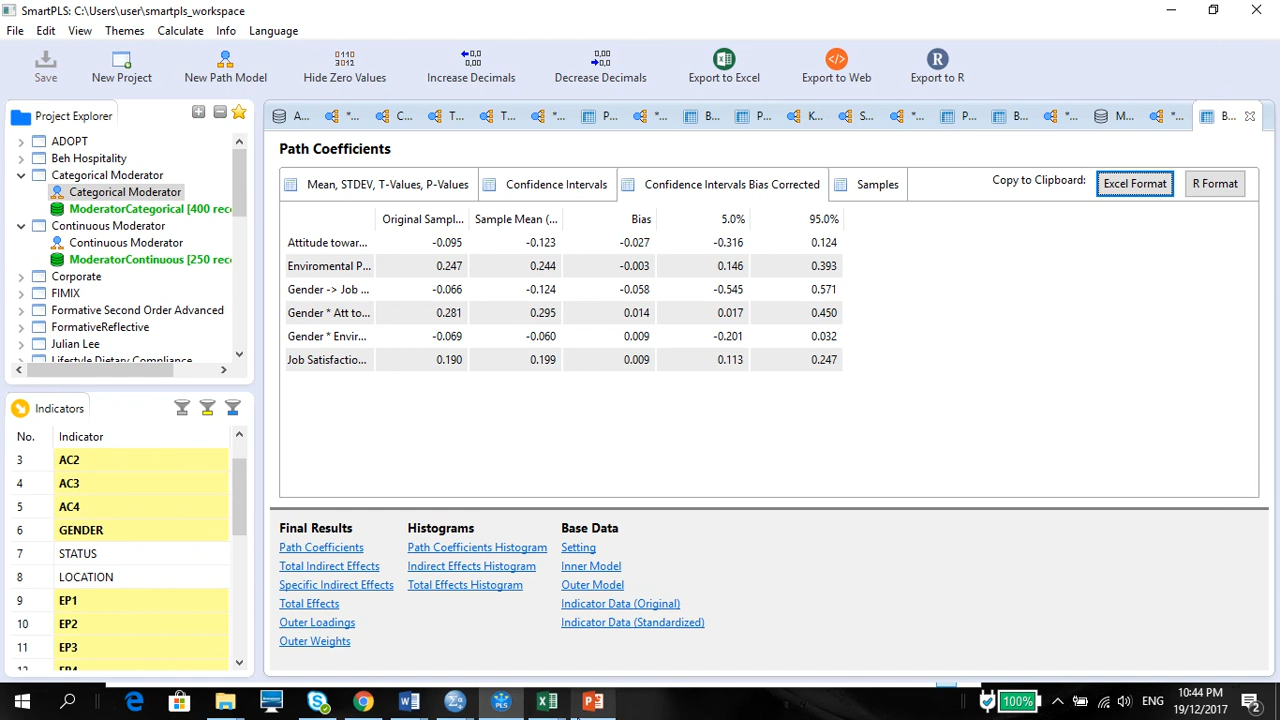 SmartPLS: C:\Users\user\smartpls_workspace
File Edit View Themes Calculate Info Language
Save New Project New Path Model Hide Zero Values Increase Decimals Decrease Decimals Export to Excel Export to Web Export to R
Project Explorer
ADOPT
Beh Hospitality
Categorical Moderator
Categorical Moderator
ModeratorCategorical [400 reco
Continuous Moderator
Continuous Moderator
ModeratorContinuous [250 reco
Corporate
FIMIX
Formative Second Order Advanced
FormativeReflective
Julian Lee
Lifestyle Dietary Compliance
Indicators
No. Indicator
3 AC2
4 AC3
5 AC4
6 GENDER
7 STATUS
8 LOCATION
9 EP1
10 EP2
11 EP3
12 EP4
A... *... C... T... T... *... P... *... B... P... K... S... *... P... B... *... M... *... B...
Path Coefficients
Mean, STDEV, T-Values, P-Values Confidence Intervals Confidence Intervals Bias Corrected Samples Copy to Clipboard: Excel Format R Format
Original Sampl... Sample Mean (... Bias 5.0% 95.0%
Attitude towar... -0.095 -0.123 -0.027 -0.316 0.124
Enviromental P... 0.247 0.244 -0.003 0.146 0.393
Gender -> Job ... -0.066 -0.124 -0.058 -0.545 0.571
Gender * Att to... 0.281 0.295 0.014 0.017 0.450
Gender * Envir... -0.069 -0.060 0.009 -0.201 0.032
Job Satisfactio... 0.190 0.199 0.009 0.113 0.247
Final Results
Path Coefficients
Total Indirect Effects
Specific Indirect Effects
Total Effects
Outer Loadings
Outer Weights
Histograms
Path Coefficients Histogram
Indirect Effects Histogram
Total Effects Histogram
Base Data
Setting
Inner Model
Outer Model
Indicator Data (Original)
Indicator Data (Standardized)
100% ENG
10:44 PM
19/12/2017
2